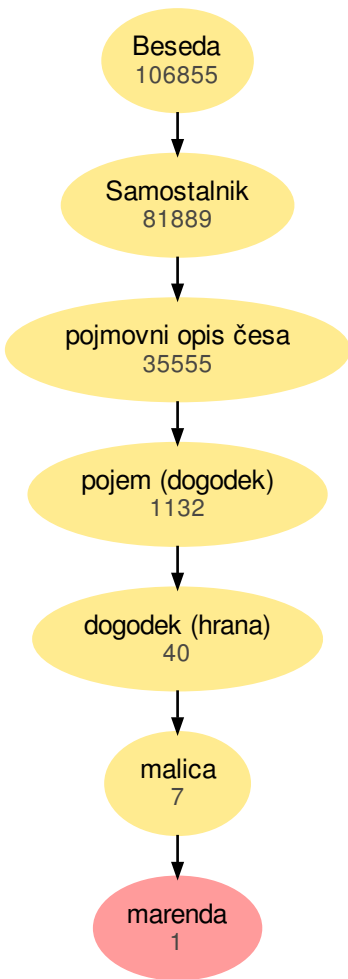 Beseda
106855
Samostalnik
81889
pojmovni opis česa
35555
pojem (dogodek)
1132
dogodek (hrana)
40
malica
7
marenda
1